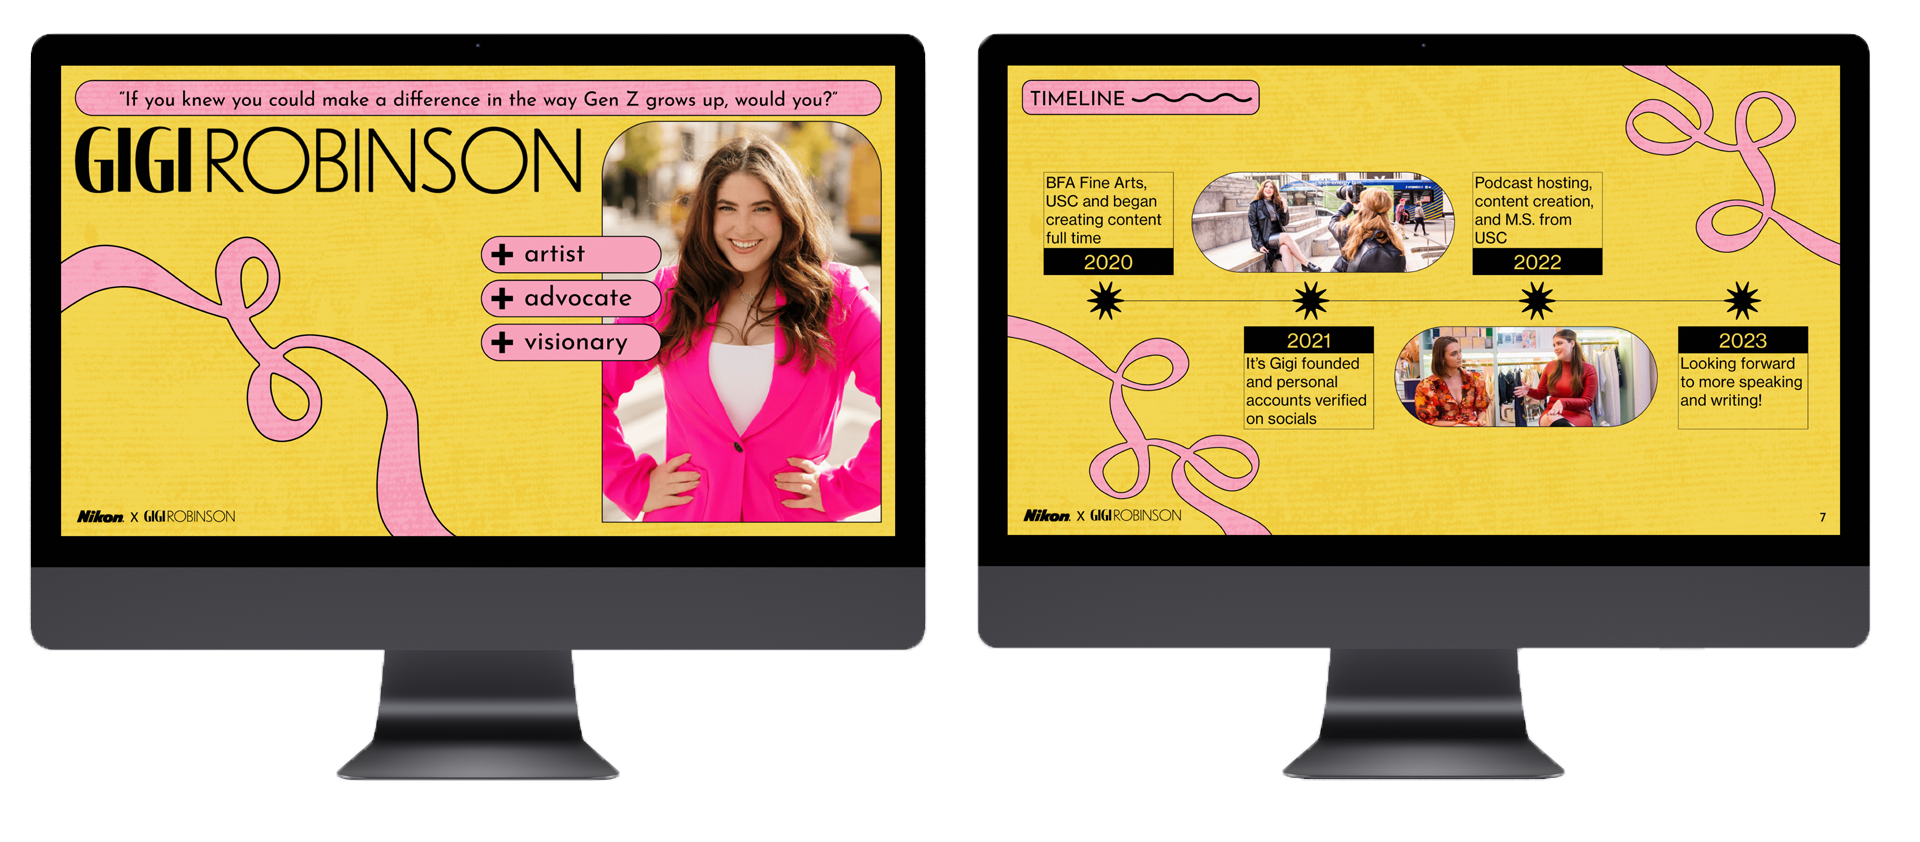 “If you knew you could make a difference in the way Gen Z grows up, would you?”
GIGI ROBINSON
+ artist
+ advocate
+ visionary
Nikon X GIGI ROBINSON
TIMELINE
BFA Fine Arts,
USC and began
creating content
full time
2020
Podcast hosting,
content creation,
and M.S. from
USC
2022
2021
It’s Gigi founded
and personal
accounts verified
on socials
2023
Looking forward
to more speaking
and writing!
Nikon X GIGI ROBINSON
7